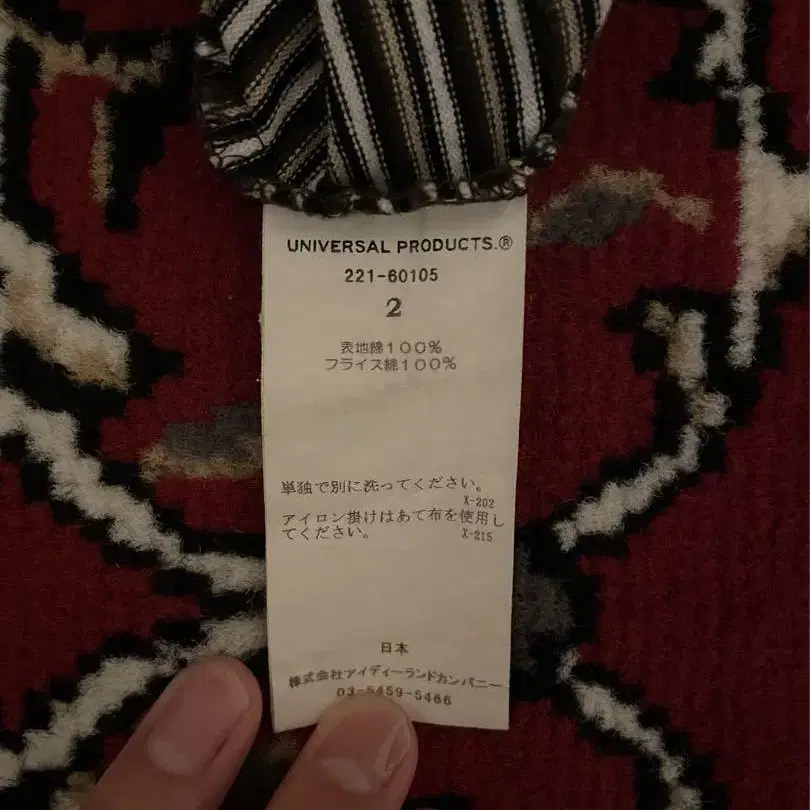 UNIVERSAL PRODUCTS.®
221-60105
2
表地綿100%
フライス綿100%
単独で別に洗ってください。
X-202
アイロン掛けはあて布を使用し
てください。
X-215
日本
株式会社アイディーランドカンパニー
03-5459-5466